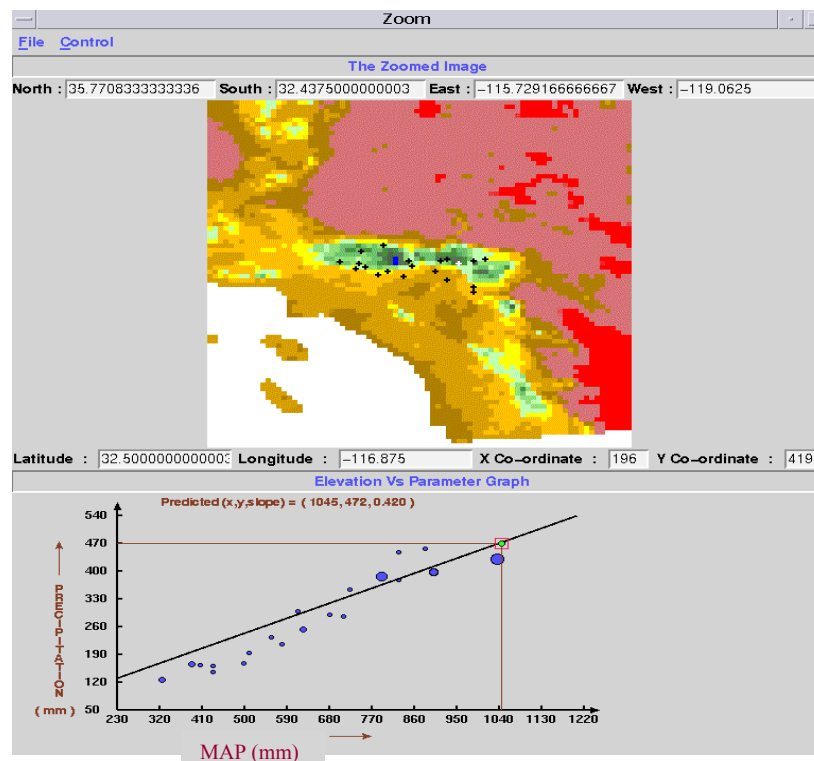 Zoom
File Control
The Zoomed Image
North : 35.7708333333336 South : 32.4375000000003 East : −115.729166666667 West : −119.0625
Latitude : 32.5000000000003 Longitude : −116.875 X Co−ordinate : 196 Y Co−ordinate : 419
Elevation Vs Parameter Graph
Predicted (x,y,slope) = ( 1045, 472, 0.420 )
540
470
400
330
260
190
120
50
PRECIPITATION
( mm )
230 320 410 500 590 680 770 860 950 1040 1130 1220
MAP (mm)